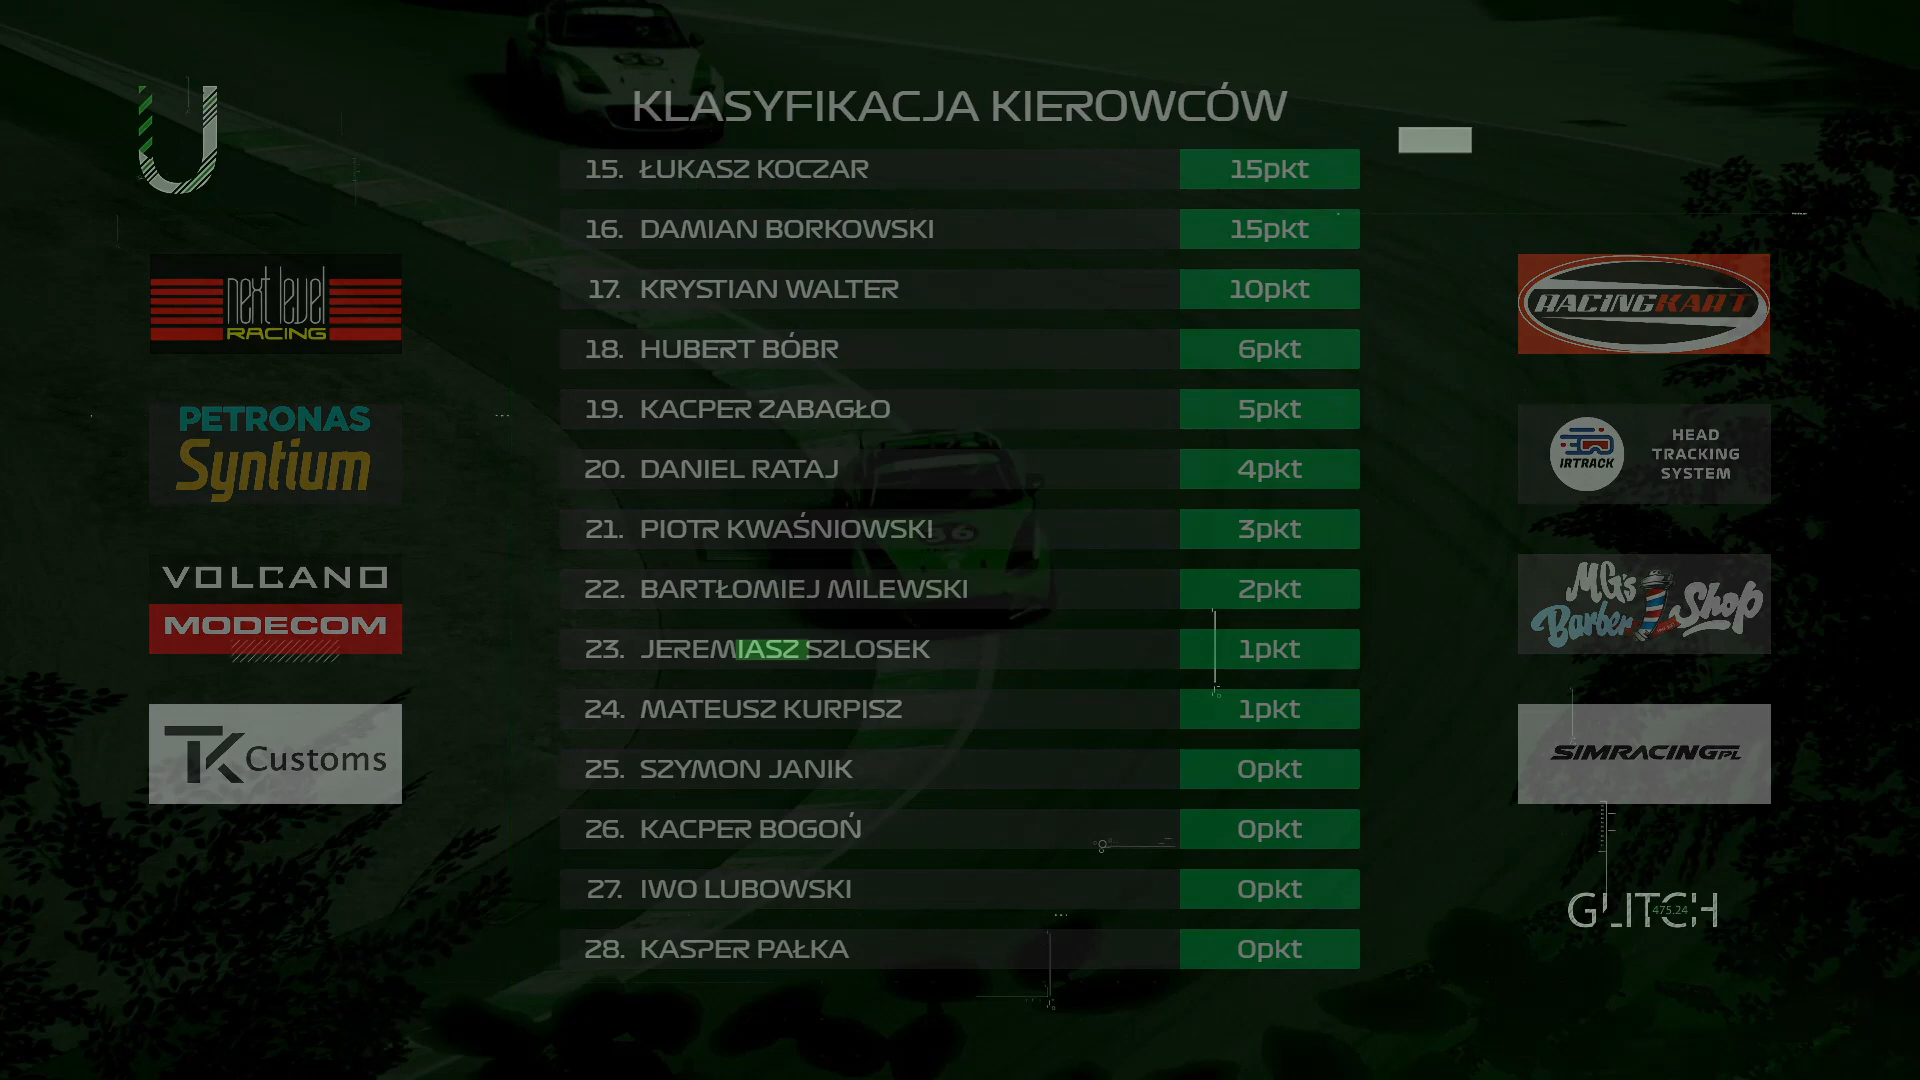 KLASYFIKACJA KIEROWCÓW
15. ŁUKASZ KOCZAR 15pkt
16. DAMIAN BORKOWSKI 15pkt
17. KRYSTIAN WALTER 10pkt
18. HUBERT BÓBR 6pkt
19. KACPER ZABAGŁO 5pkt
20. DANIEL RATAJ 4pkt
21. PIOTR KWAŚNIOWSKI 3pkt
22. BARTŁOMIEJ MILEWSKI 2pkt
23. JEREMIASZ SZLOSEK 1pkt
24. MATEUSZ KURPISZ 1pkt
25. SZYMON JANIK 0pkt
26. KACPER BOGOŃ 0pkt
27. IWO LUBOWSKI 0pkt
28. KASPER PAŁKA 0pkt
U
next level
RACING
PETRONAS
Syntium
VOLCANO
MODECOM
TK Customs
RACINGKART
IRTRACK
HEAD
TRACKING
SYSTEM
MG's
Barber Shop
SIMRACINGPL
GLITCH
475.24
36